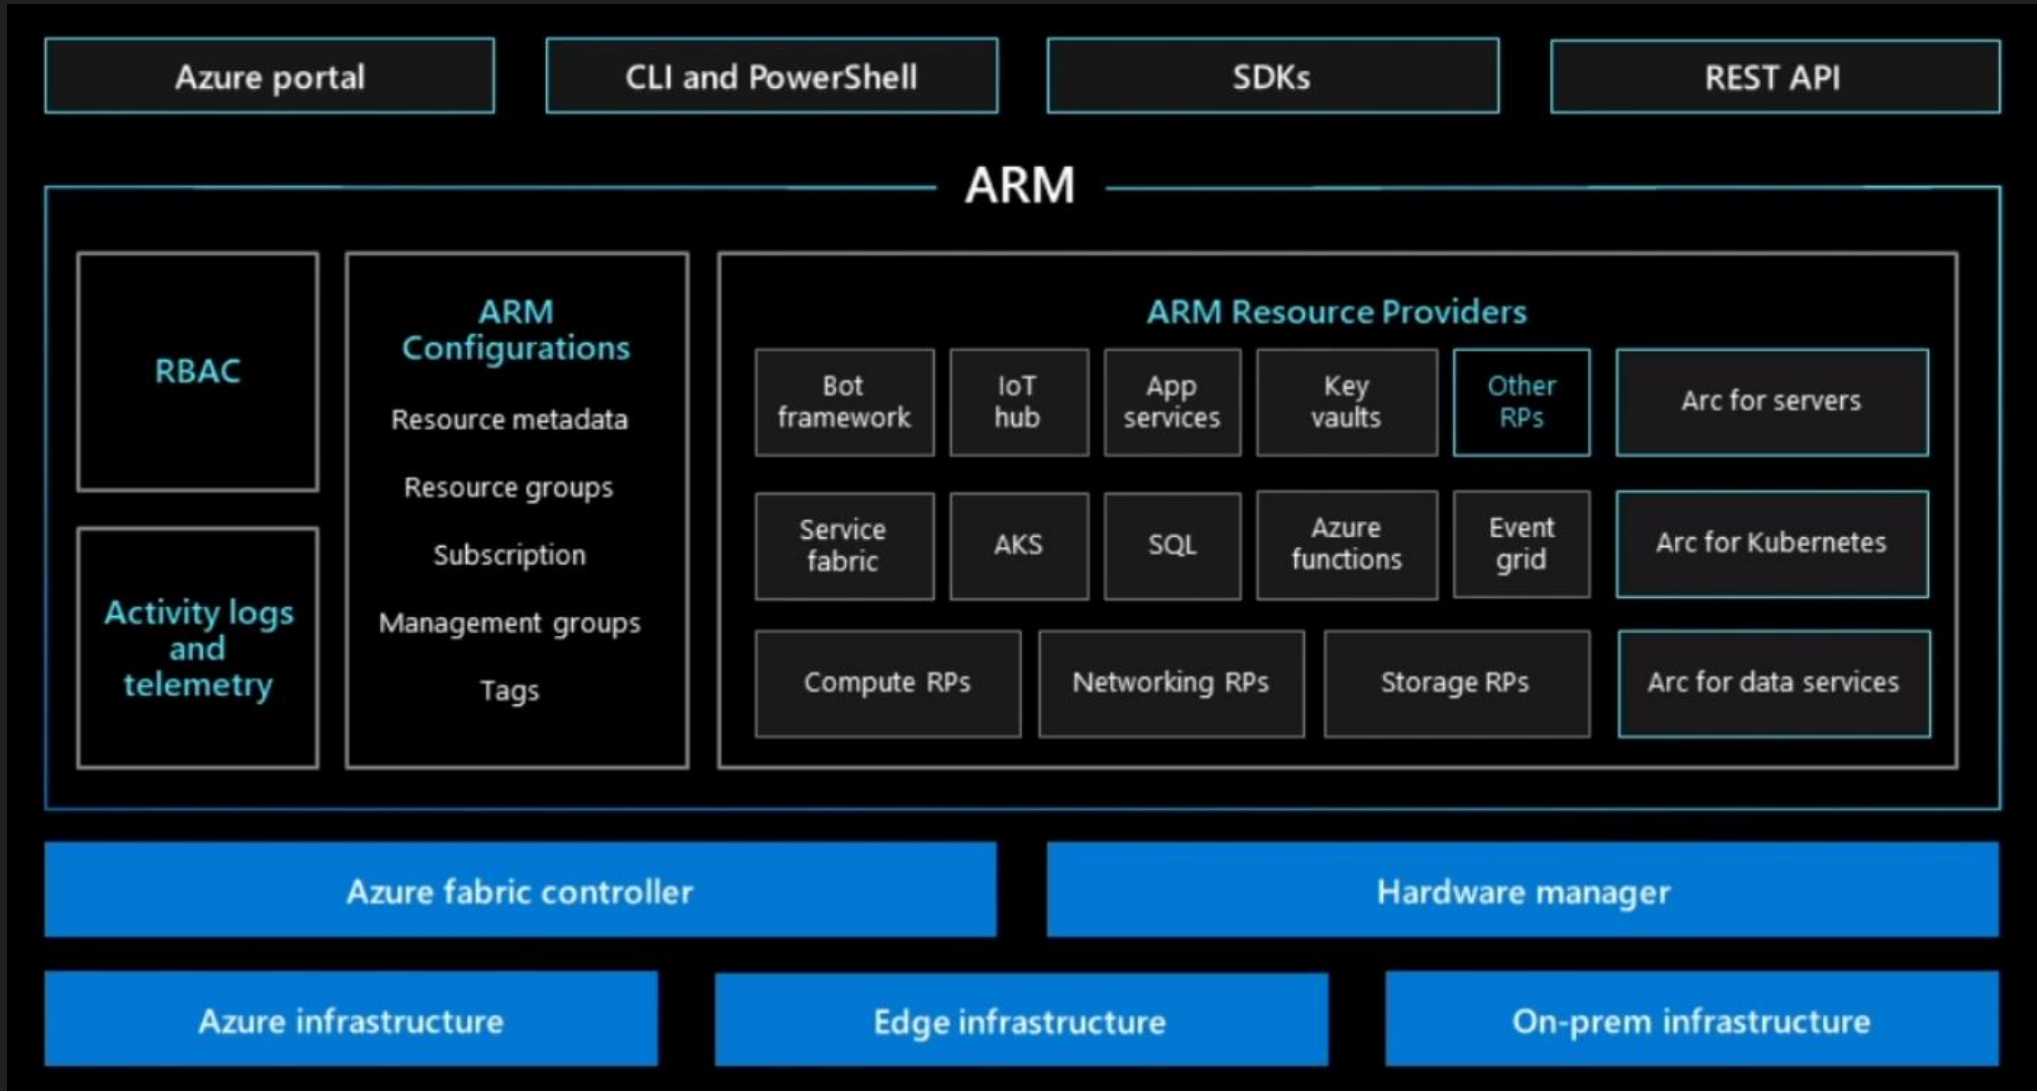 Azure portal
CLI and PowerShell
SDKs
REST API
ARM
RBAC
Activity logs
and
telemetry
ARM
Configurations
Resource metadata
Resource groups
Subscription
Management groups
Tags
ARM Resource Providers
Bot
framework
IoT
hub
App
services
Key
vaults
Other
RPs
Arc for servers
Service
fabric
AKS
SQL
Azure
functions
Event
grid
Arc for Kubernetes
Compute RPs
Networking RPs
Storage RPs
Arc for data services
Azure fabric controller
Hardware manager
Azure infrastructure
Edge infrastructure
On-prem infrastructure